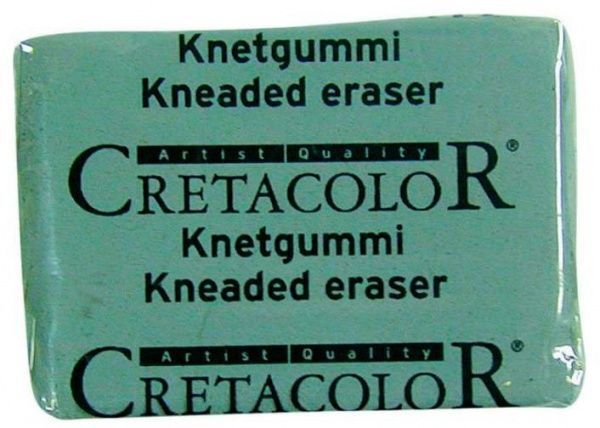 Knetgummi
Kneaded eraser
Artist Quality
CRETACOLOR®
Knetgummi
Kneaded eraser
Artist Quality
CRETACOLOR®